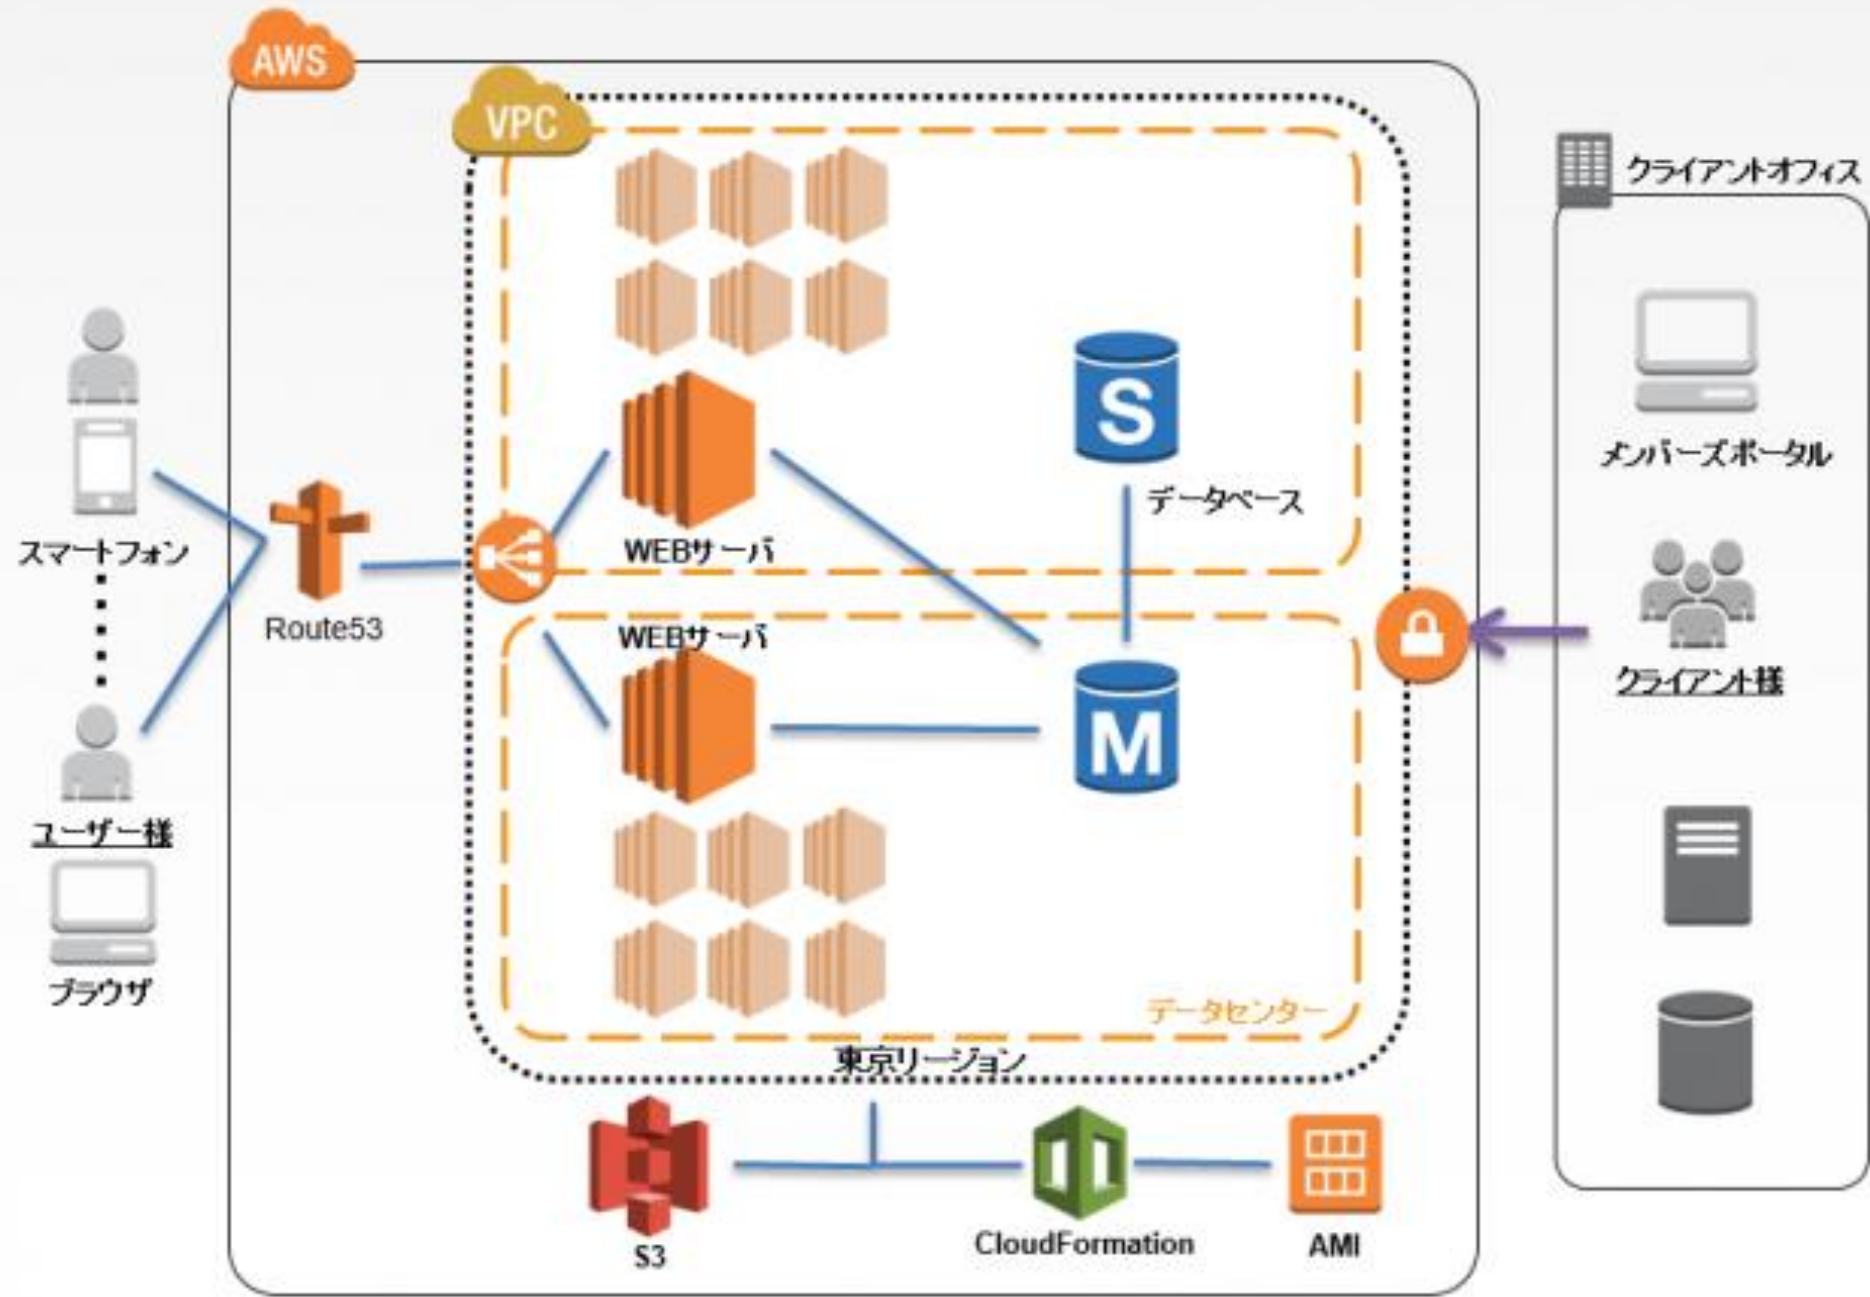 AWS
VPC
クライアントオフィス
S
メンバーズポータル
データベース
スマートフォン
WEBサーバ
Route53
WEBサーバ
クライアント様
M
ユーザー様
ブラウザ
データセンター
東京リージョン
S3
CloudFormation
AMI